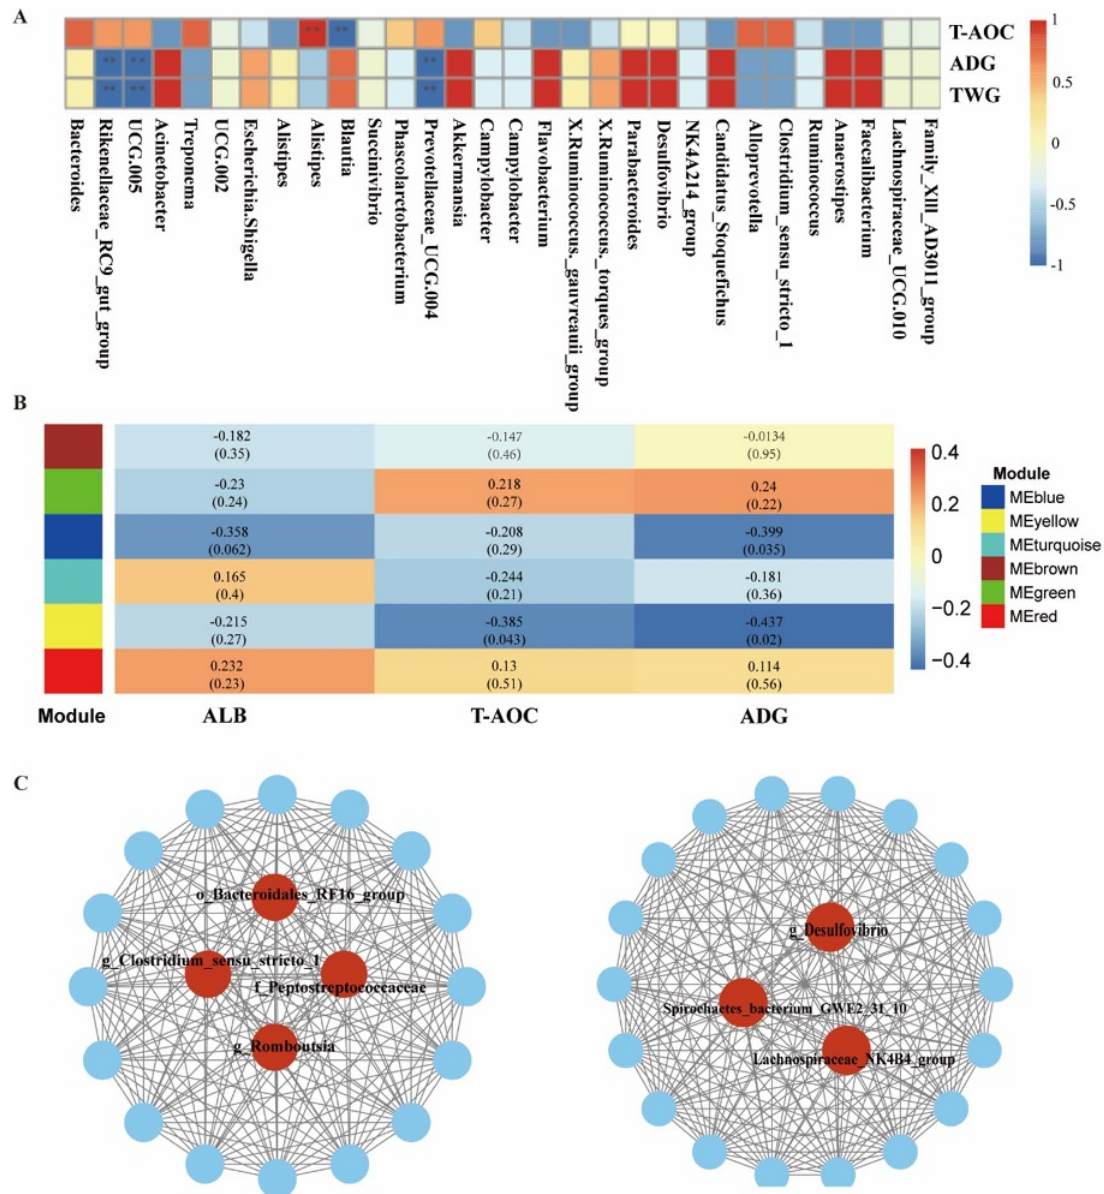 A
T-AOC
ADG
TWG
** **
** ** **
** ** **
1
0.5
0
-0.5
-1
Bacteroides
Rikenellaceae_RC9_gut_group
UCG.005
Acinetobacter
Treponema
UCG.002
Escherichia.Shigella
Alistipes
Alistipes
Blautia
Succinivibrio
Phascolarctobacterium
Prevotellaceae_UCG.004
Akkermansia
Campylobacter
Campylobacter
Flavobacterium
X.Ruminococcus._gauvreauii_group
X.Ruminococcus._torques_group
Parabacteroides
Desulfovibrio
NK4A214_group
Candidatus_Stoquefichus
Alloprevotella
Clostridium_sensu_stricto_1
Ruminococcus
Anaerostipes
Faecalibacterium
Lachnospiraceae_UCG.010
Family_XIII_AD3011_group
B
-0.182 -0.147 -0.0134
(0.35) (0.46) (0.95)
-0.23 0.218 0.24
(0.24) (0.27) (0.22)
-0.358 -0.208 -0.399
(0.062) (0.29) (0.035)
0.165 -0.244 -0.181
(0.4) (0.21) (0.36)
-0.215 -0.385 -0.437
(0.27) (0.043) (0.02)
0.232 0.13 0.114
(0.23) (0.51) (0.56)
Module ALB T-AOC ADG
0.4
0.2
0
−0.2
−0.4
Module
MEblue
MEyellow
MEturquoise
MEbrown
MEgreen
MEred
C
o_Bacteroidales_RF16_group
g_Clostridium_sensu_stricto_1
f_Peptostreptococcaceae
g_Romboutsia
g_Desulfovibrio
Spirochaetes_bacterium_GWE2_31_10
Lachnospiraceae_NK4B4_group